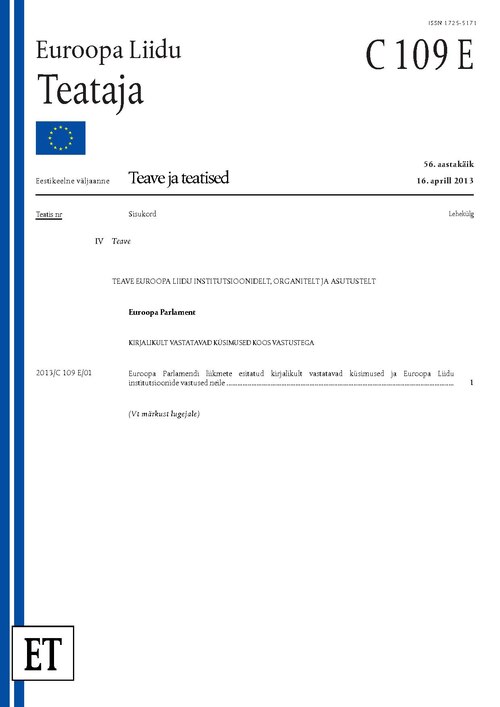 ISSN 1725-5171
Euroopa Liidu
Teataja
C 109 E
56. aastakäik
Eestikeelne väljaanne Teave ja teatised 16. aprill 2013
Teatis nr Sisukord Lehekülg
IV Teave
TEAVE EUROOPA LIIDU INSTITUTSIOONIDELT, ORGANITELT JA ASUTUSTELT
Euroopa Parlament
KIRJALIKULT VASTATAVAD KÜSIMUSED KOOS VASTUSTEGA
2013/C 109 E/01 Euroopa Parlamendi liikmete esitatud kirjalikult vastatavad küsimused ja Euroopa Liidu
institutsioonide vastused neile 1
(Vt märkust lugejale)
ET